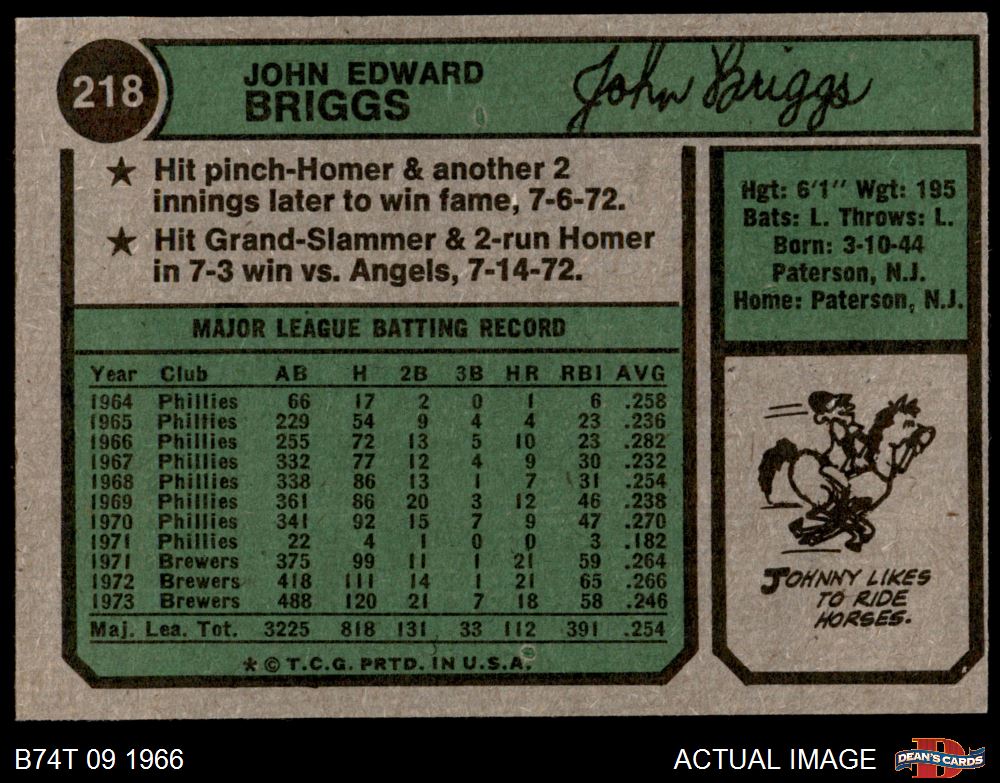 218
JOHN EDWARD
BRIGGS
John Briggs
★ Hit pinch-Homer & another 2
innings later to win fame, 7-6-72.
★ Hit Grand-Slammer & 2-run Homer
in 7-3 win vs. Angels, 7-14-72.
Hgt: 6'1" Wgt: 195
Bats: L. Throws: L.
Born: 3-10-44
Paterson, N.J.
Home: Paterson, N.J.
MAJOR LEAGUE BATTING RECORD
Year Club AB H 2B 3B HR RBI AVG
1964 Phillies 66 17 2 0 1 6 .258
1965 Phillies 229 54 9 4 4 23 .236
1966 Phillies 255 72 13 5 10 23 .282
1967 Phillies 332 77 12 4 9 30 .232
1968 Phillies 338 86 13 1 7 31 .254
1969 Phillies 361 86 20 3 12 46 .238
1970 Phillies 341 92 15 7 9 47 .270
1971 Phillies 22 4 1 0 0 3 .182
1971 Brewers 375 99 11 1 21 59 .264
1972 Brewers 418 111 14 1 21 65 .266
1973 Brewers 488 120 21 7 18 58 .246
Maj. Lea. Tot. 3225 818 131 33 112 391 .254
★ © T.C.G. PRTD. IN U.S.A.
JOHNNY LIKES
TO RIDE
HORSES.
B74T 09 1966
ACTUAL IMAGE
DEAN'S CARDS